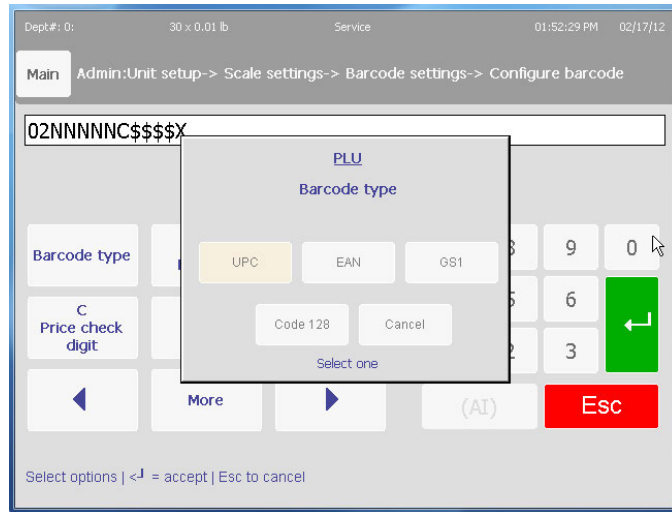 Dept#: 0: 30 x 0.01 lb Service 01:52:29 PM 02/17/12
Main Admin:Unit setup-> Scale settings-> Barcode settings-> Configure barcode
02NNNNNC$$$$X
PLU
Barcode type
Barcode type
UPC EAN GS1
9 0
C
Price check
digit
Code 128 Cancel
6
Select one
3
More
(AI) Esc
Select options | <┘ = accept | Esc to cancel